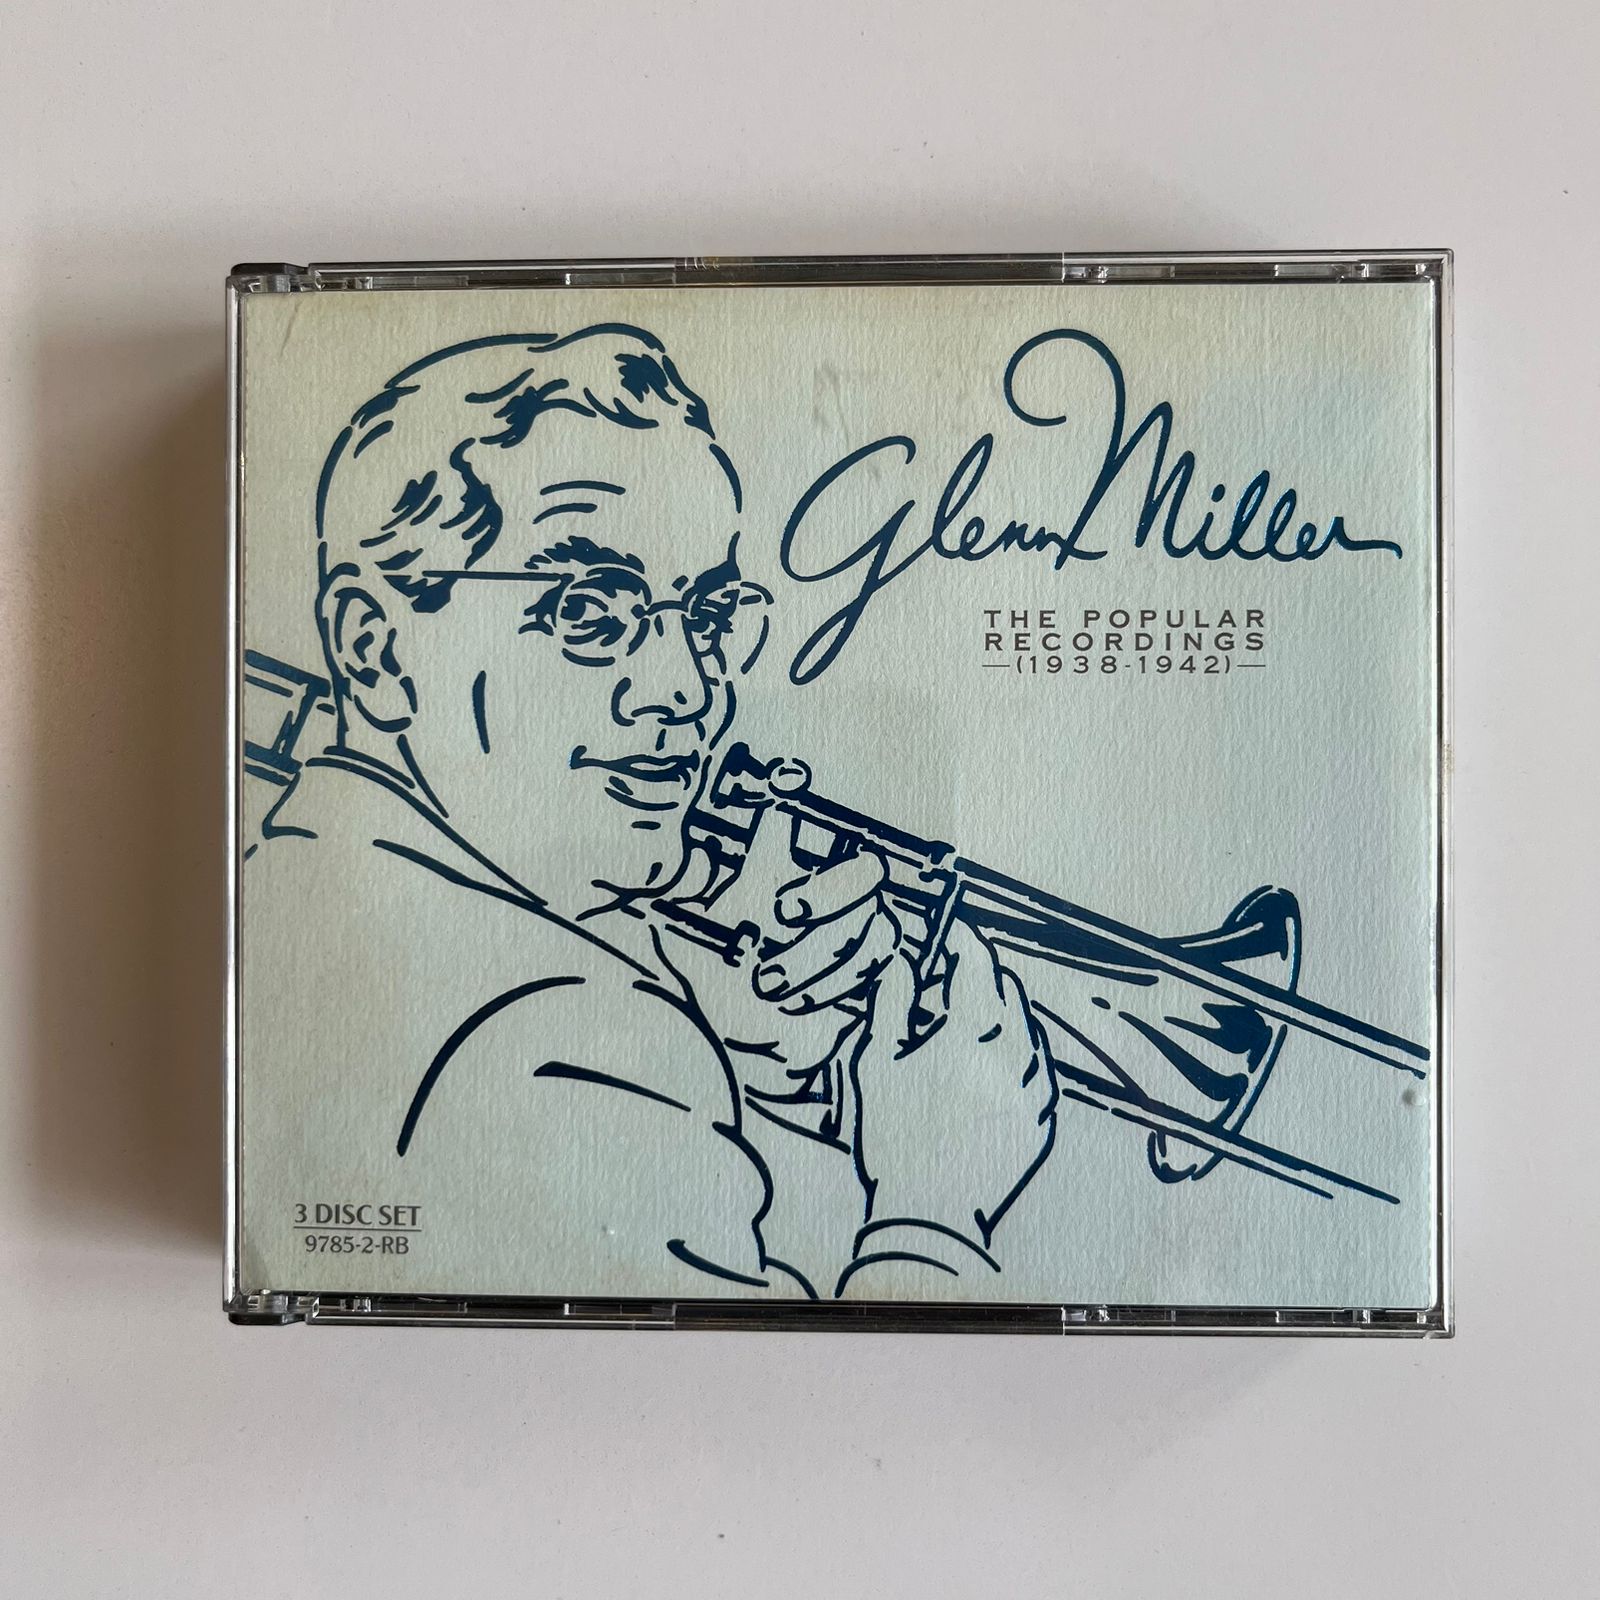 Glenn Miller
THE POPULAR
RECORDINGS
(1938-1942)
3 DISC SET
9785-2-RB